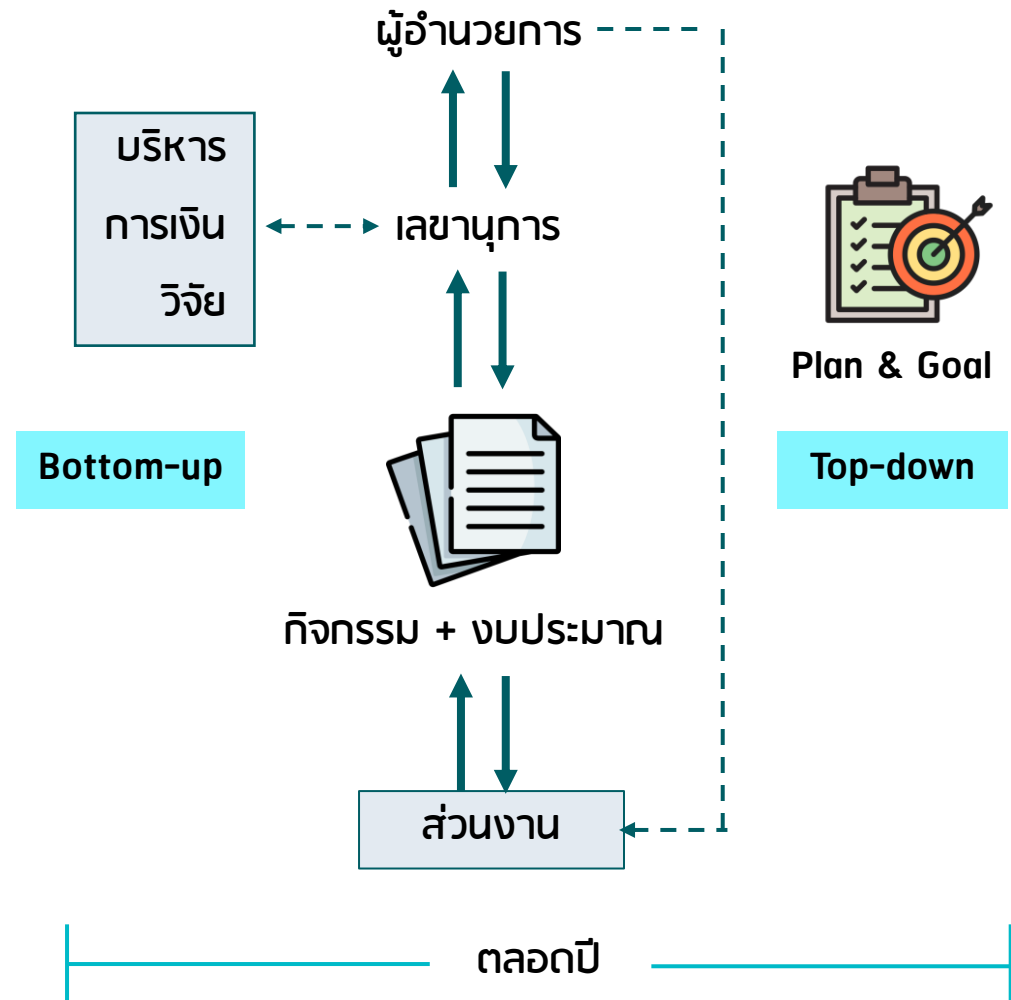 ผู้อำนวยการ
บริหาร
การเงิน
วิจัย
เลขานุการ
Plan & Goal
Bottom-up
Top-down
กิจกรรม + งบประมาณ
ส่วนงาน
ตลอดปี